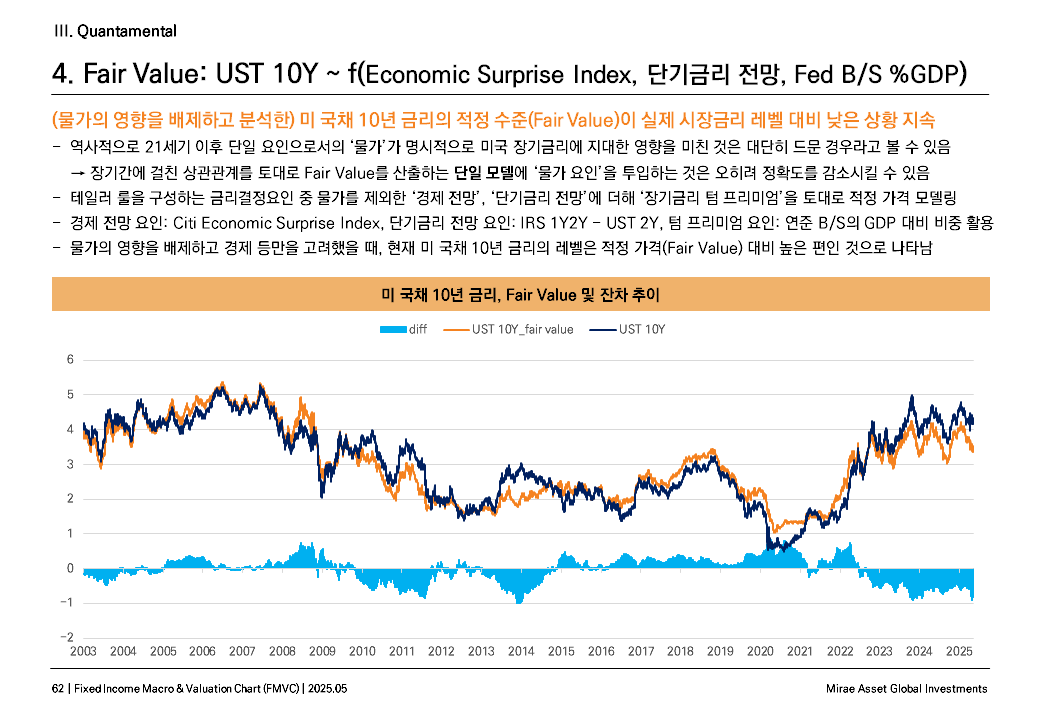 III. Quantamental
4. Fair Value: UST 10Y ~ f(Economic Surprise Index, 단기금리 전망, Fed B/S %GDP)
(물가의 영향을 배제하고 분석한) 미 국채 10년 금리의 적정 수준(Fair Value)이 실제 시장금리 레벨 대비 낮은 상황 지속
- 역사적으로 21세기 이후 단일 요인으로서의 '물가'가 명시적으로 미국 장기금리에 지대한 영향을 미친 것은 대단히 드문 경우라고 볼 수 있음
→ 장기간에 걸친 상관관계를 토대로 Fair Value를 산출하는 단일 모델에 '물가 요인'을 투입하는 것은 오히려 정확도를 감소시킬 수 있음
- 테일러 룰을 구성하는 금리결정요인 중 물가를 제외한 '경제 전망', '단기금리 전망'에 더해 '장기금리 텀 프리미엄'을 토대로 적정 가격 모델링
- 경제 전망 요인: Citi Economic Surprise Index, 단기금리 전망 요인: IRS 1Y2Y - UST 2Y, 텀 프리미엄 요인: 연준 B/S의 GDP 대비 비중 활용
- 물가의 영향을 배제하고 경제 등만을 고려했을 때, 현재 미 국채 10년 금리의 레벨은 적정 가격(Fair Value) 대비 높은 편인 것으로 나타남
미 국채 10년 금리, Fair Value 및 잔차 추이
diff UST 10Y_fair value UST 10Y
6
5
4
3
2
1
0
-1
-2
2003 2004 2005 2006 2007 2008 2009 2010 2011 2012 2013 2014 2015 2016 2017 2018 2019 2020 2021 2022 2023 2024 2025
62 | Fixed Income Macro & Valuation Chart (FMVC) | 2025.05
Mirae Asset Global Investments